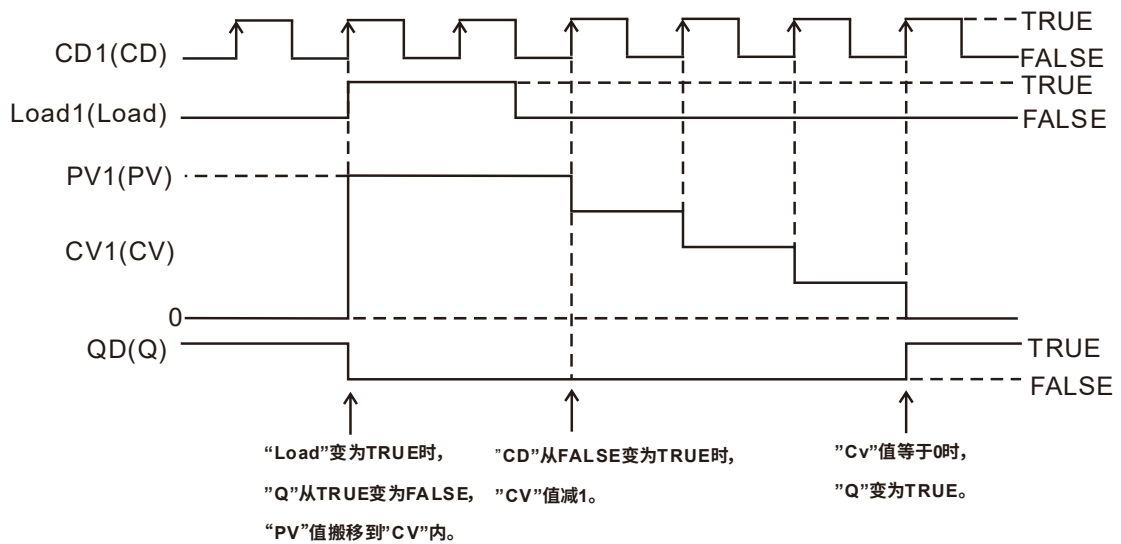 TRUE
CD1(CD)
FALSE
TRUE
Load1(Load)
FALSE
PV1(PV)
CV1(CV)
0
QD(Q)
TRUE
FALSE
“Load”变为TRUE时，
”Q”从TRUE变为FALSE，
“PV”值搬移到”CV”内。
”CD”从FALSE变为TRUE时，
”CV”值减1。
”Cv”值等于0时，
”Q”变为TRUE。